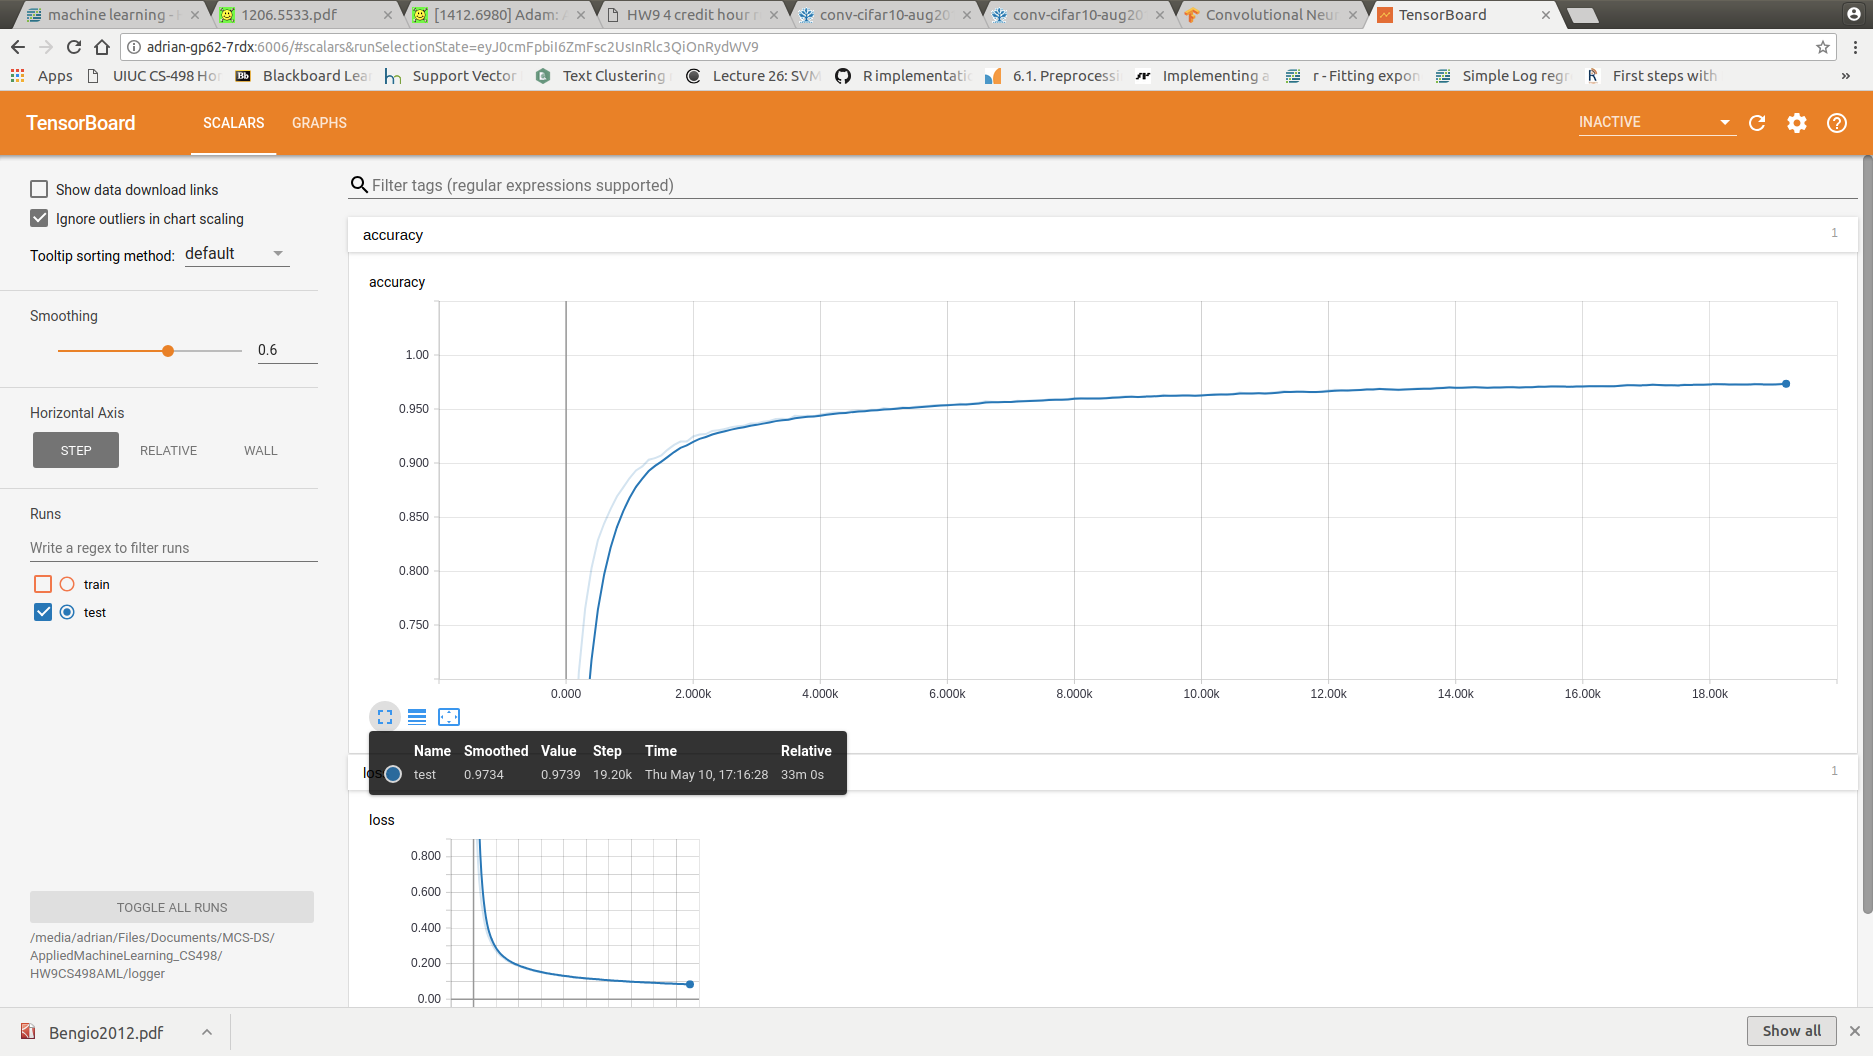 machine learning - H
1206.5533.pdf
[1412.6980] Adam: A
HW9 4 credit hour r
conv-cifar10-aug20
conv-cifar10-aug20
Convolutional Neur
TensorBoard
adrian-gp62-7rdx:6006/#scalars&runSelectionState=eyJ0cmFpbiI6ZmFsc2UsInRlc3QiOnRydWV9
Apps
UIUC CS-498 Ho
Bb Blackboard Lea
Support Vector
Text Clustering
Lecture 26: SVM
R implementati
6.1. Preprocessi
Implementing a
r - Fitting expon
Simple Log regr
First steps with
»
TensorBoard
SCALARS
GRAPHS
INACTIVE
Show data download links
Ignore outliers in chart scaling
Tooltip sorting method: default
Smoothing
0.6
Horizontal Axis
STEP RELATIVE WALL
Runs
Write a regex to filter runs
train
test
TOGGLE ALL RUNS
/media/adrian/Files/Documents/MCS-DS/
AppliedMachineLearning_CS498/
HW9CS498AML/logger
Filter tags (regular expressions supported)
accuracy 1
accuracy
1.00
0.950
0.900
0.850
0.800
0.750
0.000 2.000k 4.000k 6.000k 8.000k 10.00k 12.00k 14.00k 16.00k 18.00k
Name Smoothed Value Step Time Relative
test 0.9734 0.9739 19.20k Thu May 10, 17:16:28 33m 0s
1
loss
0.800
0.600
0.400
0.200
0.00
Bengio2012.pdf
Show all